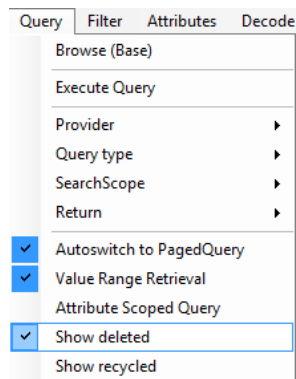 Query Filter Attributes Decode
Browse (Base)
Execute Query
Provider
Query type
SearchScope
Return
Autoswitch to PagedQuery
Value Range Retrieval
Attribute Scoped Query
Show deleted
Show recycled